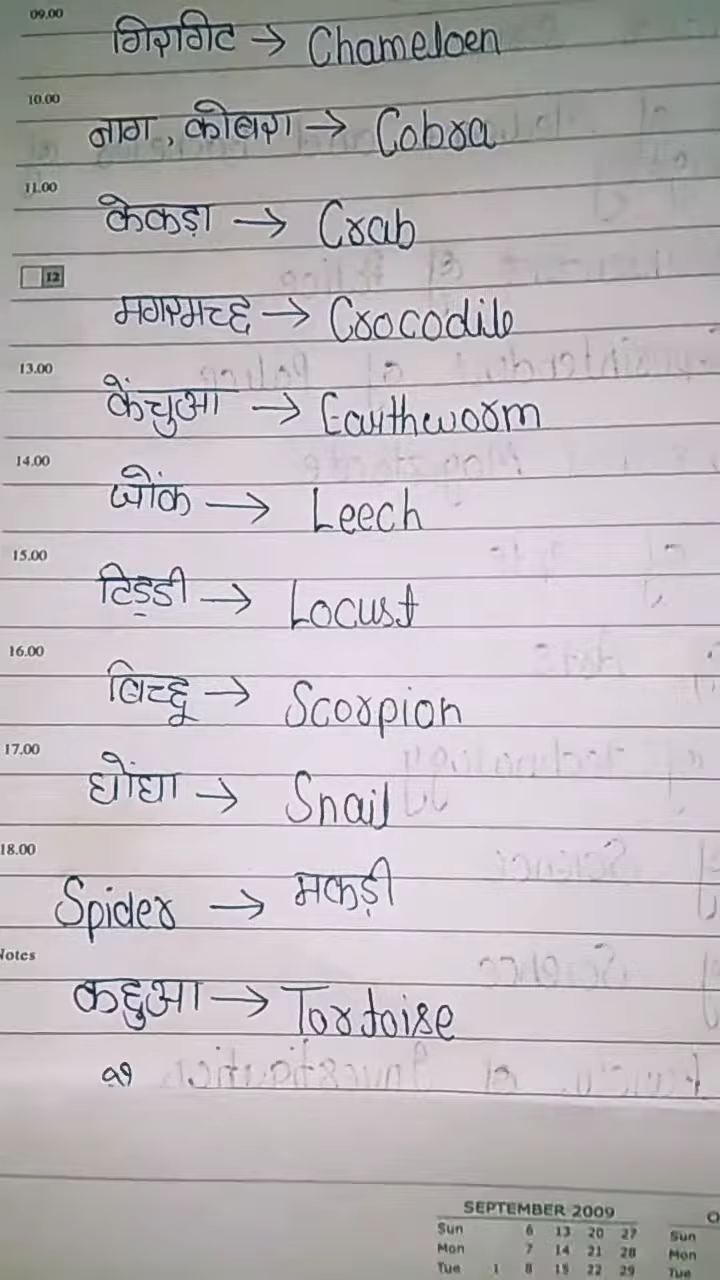 09.00
गिरगिट → Chameloen
10.00
नाग, कोबरा → Cobra
11.00
केकड़ा → Crab
12
मगरमच्छ → Crocodile
13.00
केंचुआ → Earthworm
14.00
जोंक → Leech
15.00
टिड्डी → Locust
16.00
बिच्छू → Scorpion
17.00
घोंघा → Snail
18.00
Spider → मकड़ी
Notes
कछुआ → Tortoise
SEPTEMBER 2009
Sun 6 13 20 27 Sun
Mon 7 14 21 28 Mon
Tue 1 8 15 22 29 Tue